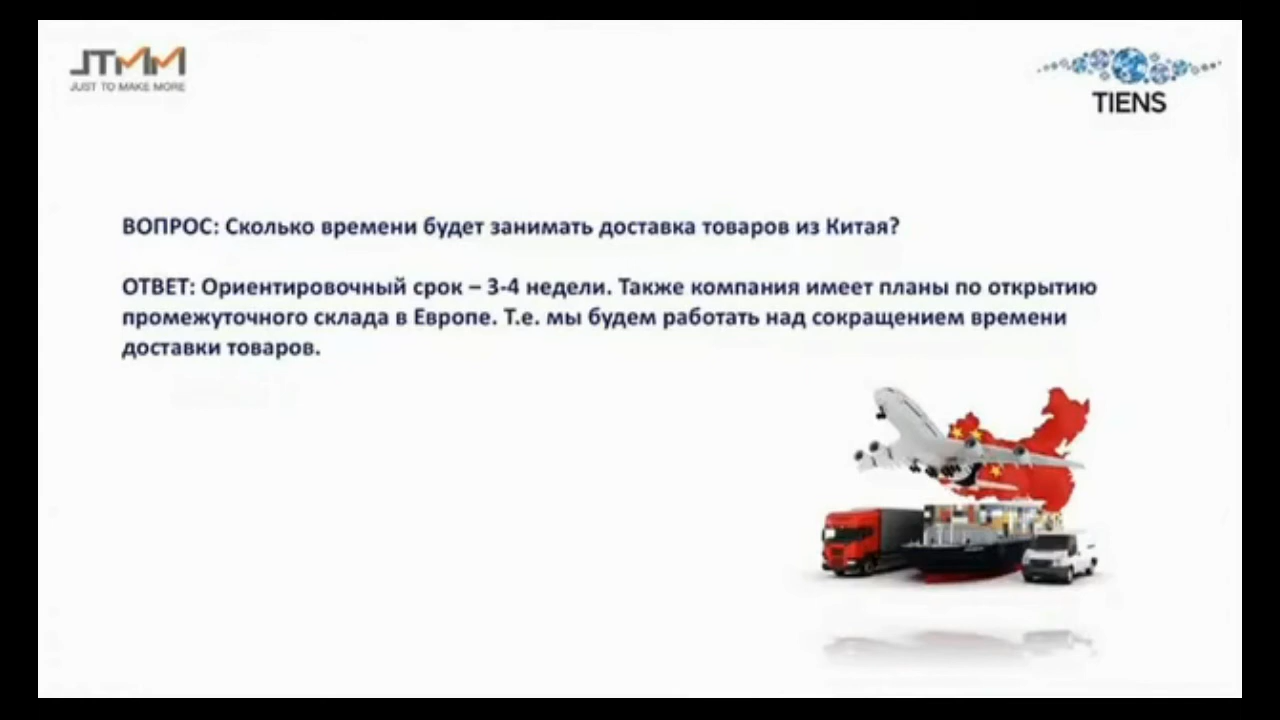 JTMM
JUST TO MAKE MORE
TIENS
ВОПРОС: Сколько времени будет занимать доставка товаров из Китая?
ОТВЕТ: Ориентировочный срок – 3-4 недели. Также компания имеет планы по открытию
промежуточного склада в Европе. Т.е. мы будем работать над сокращением времени
доставки товаров.